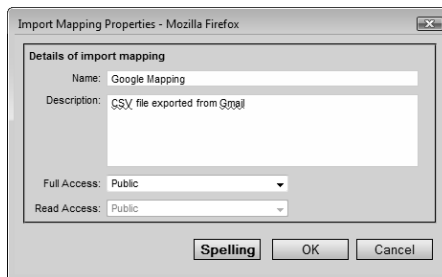 Import Mapping Properties - Mozilla Firefox
Details of import mapping
Name: Google Mapping
Description: CSV file exported from Gmail
Full Access: Public
Read Access: Public
Spelling OK Cancel